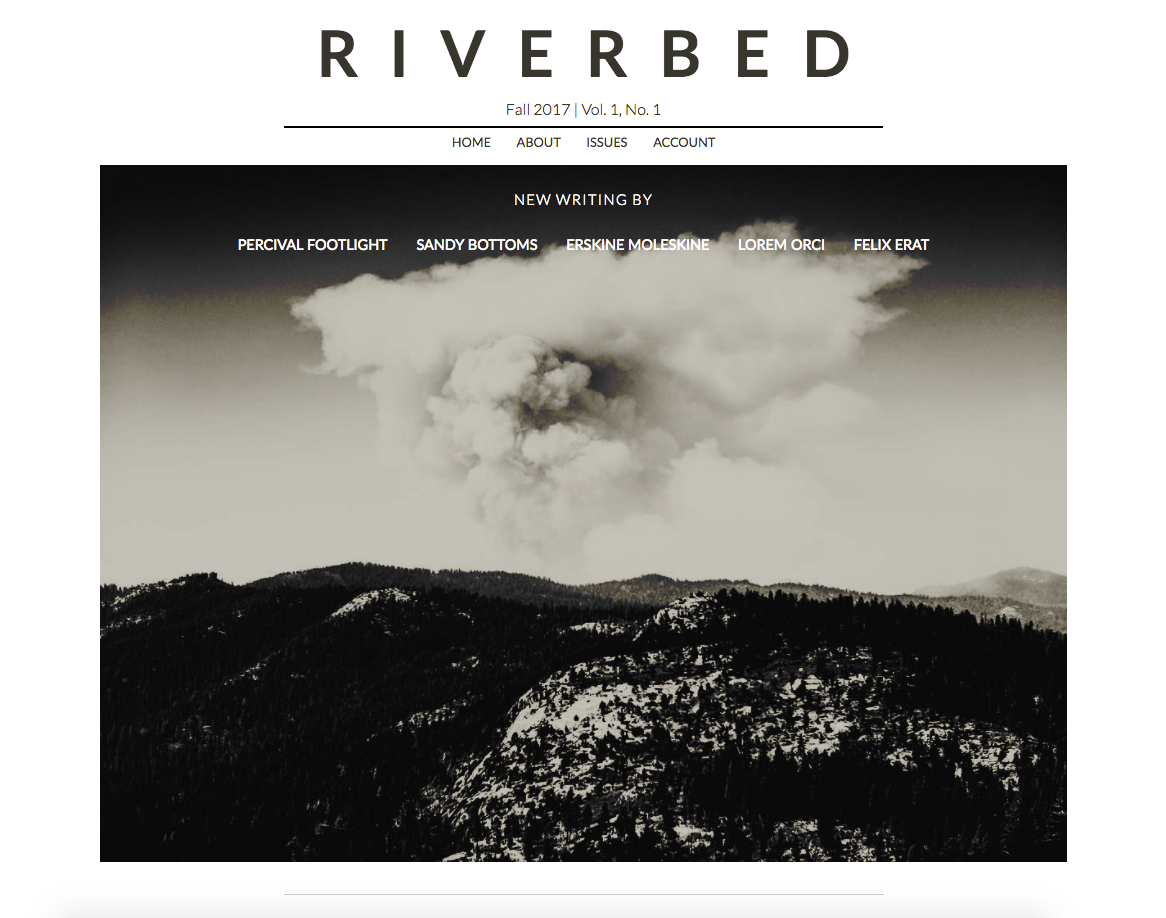 RIVERBED
Fall 2017 | Vol. 1, No. 1
HOME ABOUT ISSUES ACCOUNT
NEW WRITING BY
PERCIVAL FOOTLIGHT SANDY BOTTOMS ERSKINE MOLESKINE LOREM ORCI FELIX ERAT